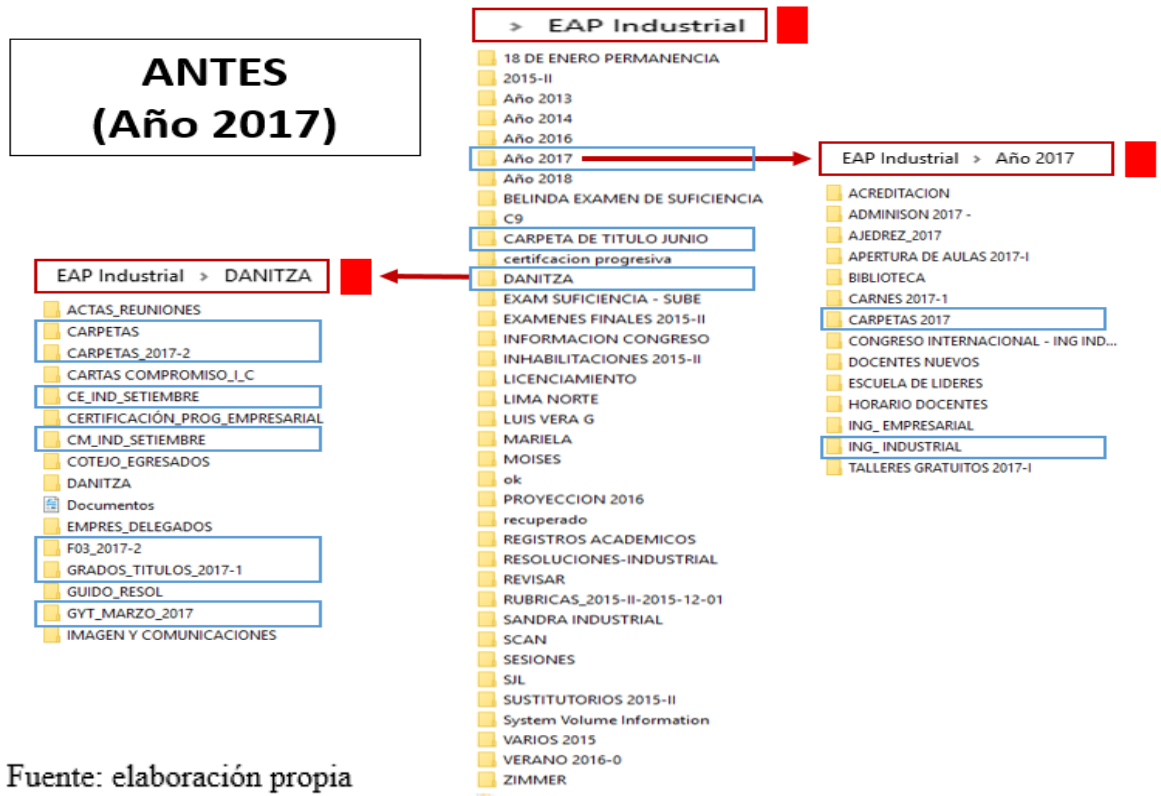 ANTES
(Año 2017)
> EAP Industrial
18 DE ENERO PERMANENCIA
2015-II
Año 2013
Año 2014
Año 2016
Año 2017
Año 2018
BELINDA EXAMEN DE SUFICIENCIA
C9
CARPETA DE TITULO JUNIO
certifcacion progresiva
DANITZA
EXAM SUFICIENCIA - SUBE
EXAMENES FINALES 2015-II
INFORMACION CONGRESO
INHABILITACIONES 2015-II
LICENCIAMIENTO
LIMA NORTE
LUIS VERA G
MARIELA
MOISES
ok
PROYECCION 2016
recuperado
REGISTROS ACADEMICOS
RESOLUCIONES-INDUSTRIAL
REVISAR
RUBRICAS_2015-II-2015-12-01
SANDRA INDUSTRIAL
SCAN
SESIONES
SJL
SUSTITUTORIOS 2015-II
System Volume Information
VARIOS 2015
VERANO 2016-0
ZIMMER
EAP Industrial > Año 2017
ACREDITACION
ADMINISON 2017 -
AJEDREZ_2017
APERTURA DE AULAS 2017-I
BIBLIOTECA
CARNES 2017-1
CARPETAS 2017
CONGRESO INTERNACIONAL - ING IND...
DOCENTES NUEVOS
ESCUELA DE LIDERES
HORARIO DOCENTES
ING_ EMPRESARIAL
ING_ INDUSTRIAL
TALLERES GRATUITOS 2017-I
EAP Industrial > DANITZA
ACTAS_REUNIONES
CARPETAS
CARPETAS_2017-2
CARTAS COMPROMISO_I_C
CE_IND_SETIEMBRE
CERTIFICACIÓN_PROG_EMPRESARIAL
CM_IND_SETIEMBRE
COTEJO_EGRESADOS
DANITZA
Documentos
EMPRES_DELEGADOS
F03_2017-2
GRADOS_TITULOS_2017-1
GUIDO_RESOL
GYT_MARZO_2017
IMAGEN Y COMUNICACIONES
Fuente: elaboración propia